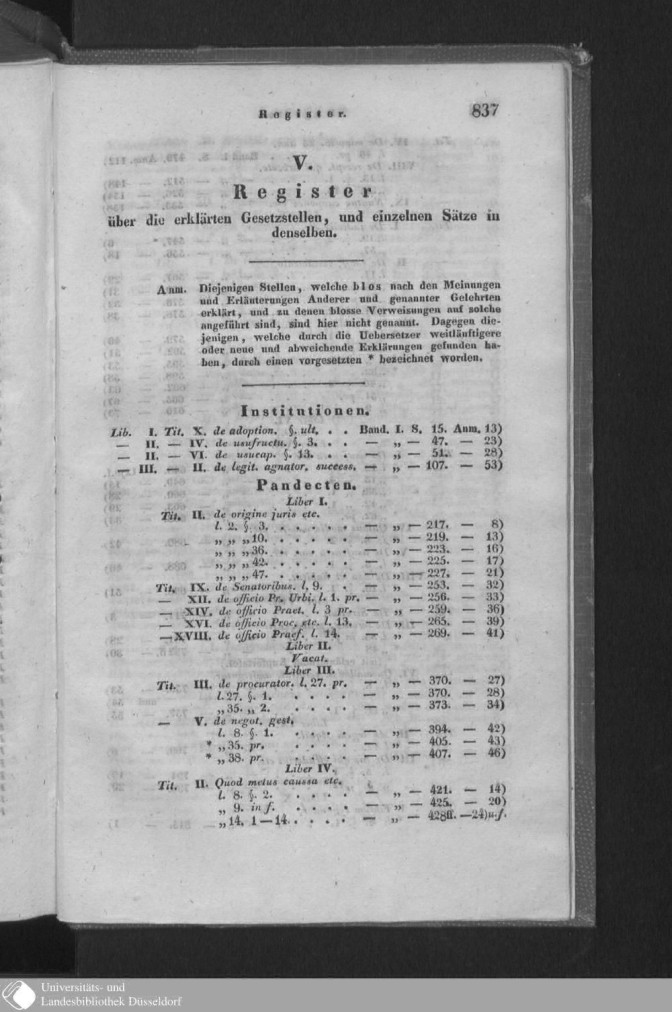 Register. 837
V.
Register
über die erklärten Gesetzstellen, und einzelnen Sätze in
denselben.
Anm. Diejenigen Stellen, welche blos nach den Meinungen
und Erläuterungen Anderer und genannter Gelehrten
erklärt, und zu denen blosse Verweisungen auf solche
angeführt sind, sind hier nicht genannt. Dagegen die-
jenigen, welche durch die Uebersetzer weitläuftigere
oder neue und abweichende Erklärungen gefunden ha-
ben, durch einen vorgesetzten * bezeichnet worden.
Institutionen.
Lib. I. Tit. X. de adoption. §. ult. . . Band. I. S. 15. Anm. 13)
— II. — IV. de usufructu. §. 3. . . — „ — 47. — 23)
— II. — VI. de usucap. §. 13. . . — „ — 51. — 28)
— III. — II. de legit. agnator. success. — „ — 107. — 53)
Pandecten.
Liber I.
Tit. II. de origine juris etc.
l. 2. §. 3. . . . . . — „ — 217. — 8)
„ „ „ 10. . . . . . — „ — 219. — 13)
„ „ „ 36. . . . . . — „ — 223. — 16)
„ „ „ 42. . . . . . — „ — 225. — 17)
„ „ „ 47. . . . . . — „ — 227. — 21)
Tit. IX. de Senatoribus. l. 9. . . — „ — 253. — 32)
— XII. de officio Pr. Urbi. l. 1. pr. — „ — 256. — 33)
— XIV. de officio Praet. l. 3 pr. — „ — 259. — 36)
— XVI. de officio Proc. etc. l. 13. — „ — 265. — 39)
— XVIII. de officio Praef. l. 14. — „ — 269. — 41)
Liber II.
Vacat.
Liber III.
Tit. III. de procurator. l. 27. pr. — „ — 370. — 27)
l. 27. §. 1. . . . . — „ — 370. — 28)
„ 35. „ 2. . . . . — „ — 373. — 34)
— V. de negot. gest.
l. 8. §. 1. . . . . — „ — 394. — 42)
* „ 35. pr. . . . . — „ — 405. — 43)
* „ 38. pr. . . . . — „ — 407. — 46)
Liber IV.
Tit. II. Quod metus caussa etc.
l. 8. §. 2. . . . . — „ — 421. — 14)
„ 9. in f. . . . . — „ — 425. — 20)
„ 14. 1—14. . . . . — „ — 428ff. — 24)u.f.
Universitäts- und
Landesbibliothek Düsseldorf